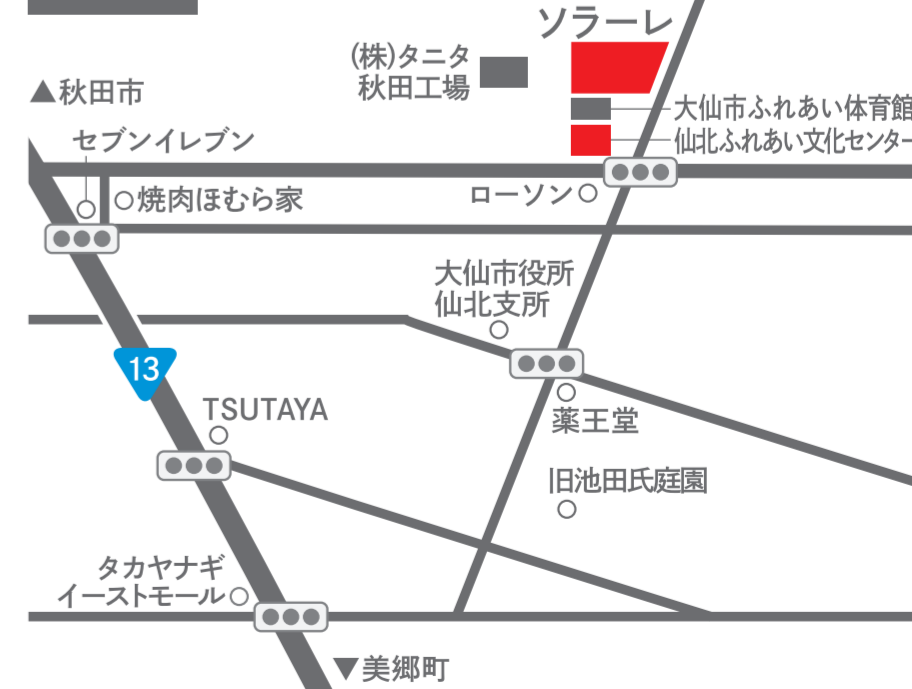 ソラーレ
(株)タニタ
秋田工場
▲秋田市
大仙市ふれあい体育館
セブンイレブン
仙北ふれあい文化センター
焼肉ほむら家
ローソン
大仙市役所
仙北支所
13
TSUTAYA
薬王堂
旧池田氏庭園
タカヤナギ
イーストモール
▼美郷町